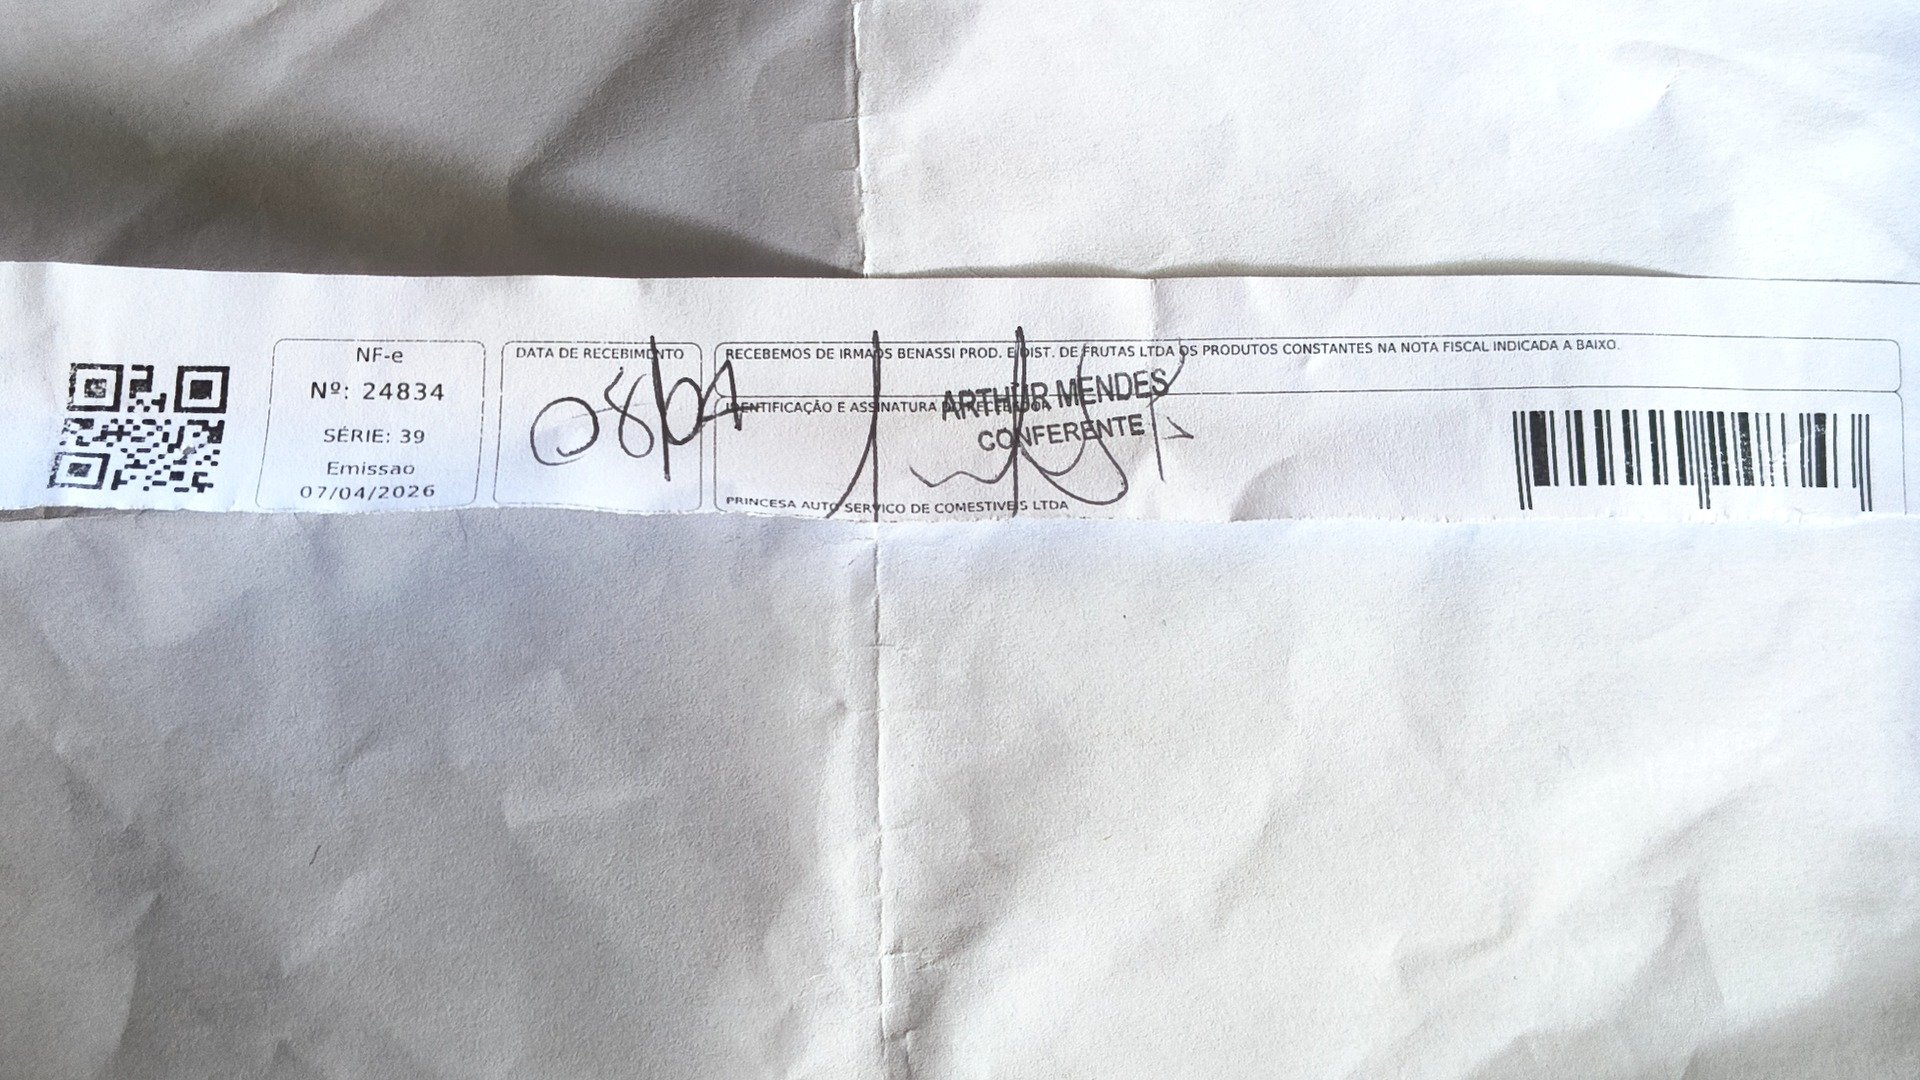 NF-e
Nº: 24834
SÉRIE: 39
Emissao
07/04/2026
DATA DE RECEBIMENTO
08/04
RECEBEMOS DE IRMAOS BENASSI PROD. E DIST. DE FRUTAS LTDA OS PRODUTOS CONSTANTES NA NOTA FISCAL INDICADA A BAIXO.
IDENTIFICAÇÃO E ASSINATURA DO RECEBEDOR
ARTHUR MENDES
CONFERENTE
PRINCESA AUTO SERVICO DE COMESTIVEIS LTDA